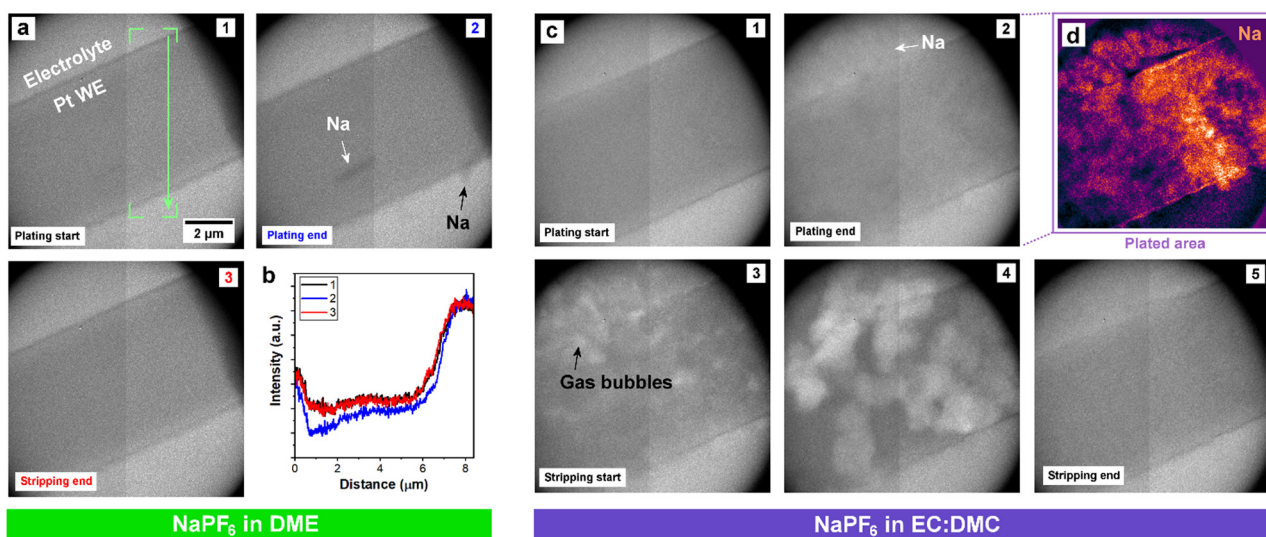 a
1
Electrolyte
Pt WE
Plating start
2 µm
2
Na
Na
Plating end
3
Stripping end
b
1
2
3
Intensity (a.u.)
0 2 4 6 8
Distance (µm)
NaPF6 in DME
c
1
Plating start
2
Na
Plating end
d
Na
Plated area
3
Gas bubbles
Stripping start
4
5
Stripping end
NaPF6 in EC:DMC